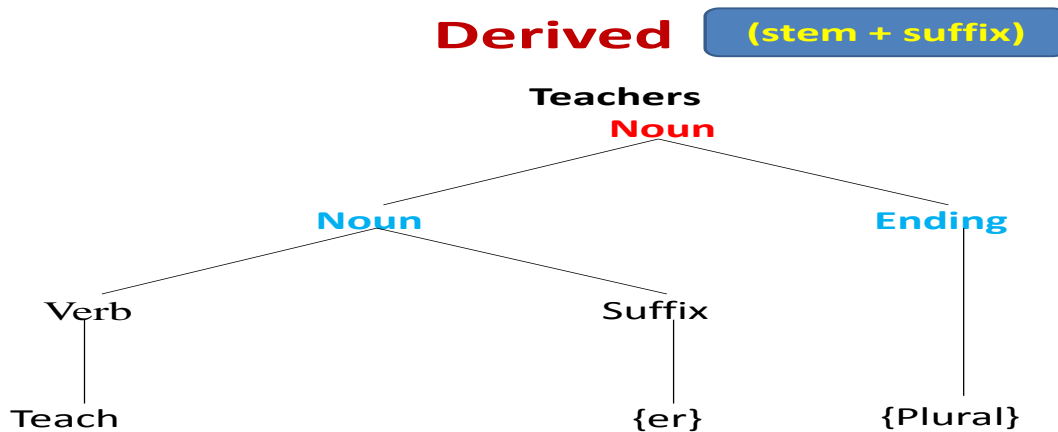 Derived (stem + suffix)
Teachers
Noun
Noun Ending
Verb Suffix
Teach {er} {Plural}